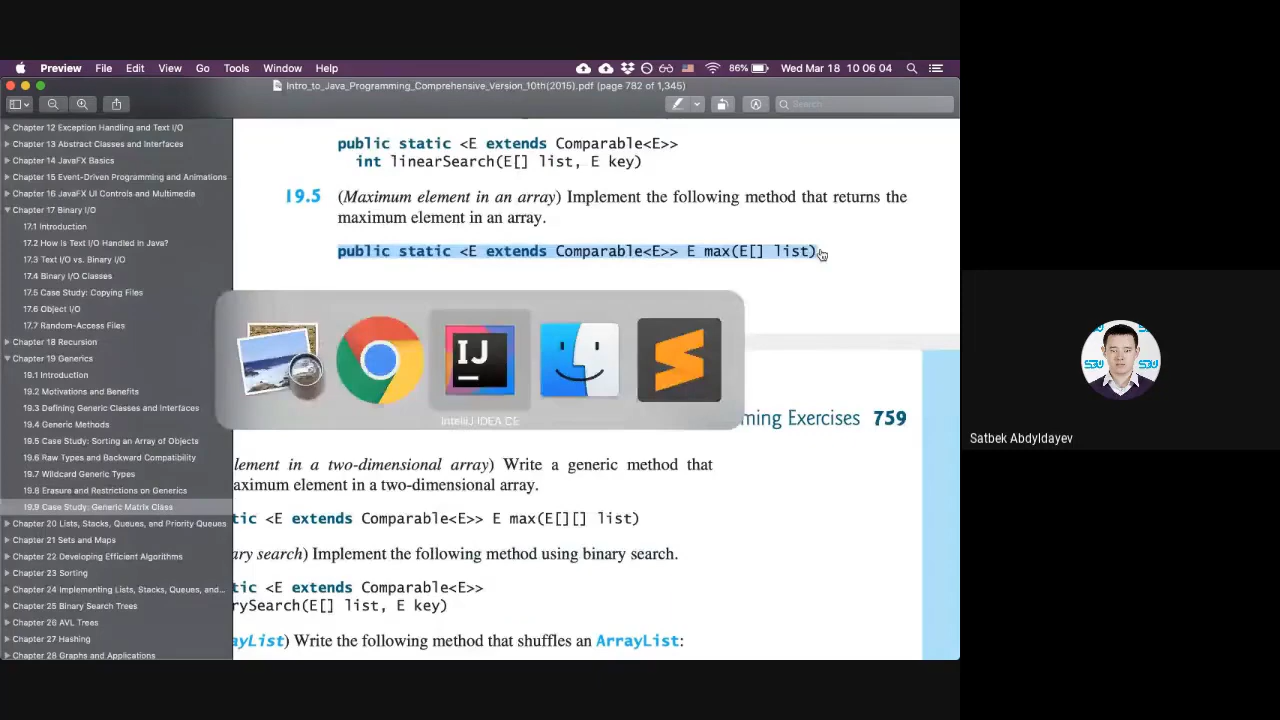 Preview File Edit View Go Tools Window Help 86% Wed Mar 18 10 06 04
Intro_to_Java_Programming_Comprehensive_Version_10th(2015).pdf (page 782 of 1,345)
Search
Chapter 12 Exception Handling and Text I/O
Chapter 13 Abstract Classes and Interfaces
Chapter 14 JavaFX Basics
Chapter 15 Event-Driven Programming and Animations
Chapter 16 JavaFX UI Controls and Multimedia
Chapter 17 Binary I/O
17.1 Introduction
17.2 How Is Text I/O Handled in Java?
17.3 Text I/O vs. Binary I/O
17.4 Binary I/O Classes
17.5 Case Study: Copying Files
17.6 Object I/O
17.7 Random-Access Files
Chapter 18 Recursion
Chapter 19 Generics
19.1 Introduction
19.2 Motivations and Benefits
19.3 Defining Generic Classes and Interfaces
19.4 Generic Methods
19.5 Case Study: Sorting an Array of Objects
19.6 Raw Types and Backward Compatibility
19.7 Wildcard Generic Types
19.8 Erasure and Restrictions on Generics
19.9 Case Study: Generic Matrix Class
Chapter 20 Lists, Stacks, Queues, and Priority Queues
Chapter 21 Sets and Maps
Chapter 22 Developing Efficient Algorithms
Chapter 23 Sorting
Chapter 24 Implementing Lists, Stacks, Queues, and...
Chapter 25 Binary Search Trees
Chapter 26 AVL Trees
Chapter 27 Hashing
Chapter 28 Graphs and Applications
public static <E extends Comparable<E>>
int linearSearch(E[] list, E key)
19.5 (Maximum element in an array) Implement the following method that returns the
maximum element in an array.
public static <E extends Comparable<E>> E max(E[] list)
IJ
IntelliJ IDEA CE
ming Exercises 759
lement in a two-dimensional array) Write a generic method that
aximum element in a two-dimensional array.
tic <E extends Comparable<E>> E max(E[][] list)
ary search) Implement the following method using binary search.
tic <E extends Comparable<E>>
rySearch(E[] list, E key)
ayList) Write the following method that shuffles an ArrayList:
Satbek Abdyldayev